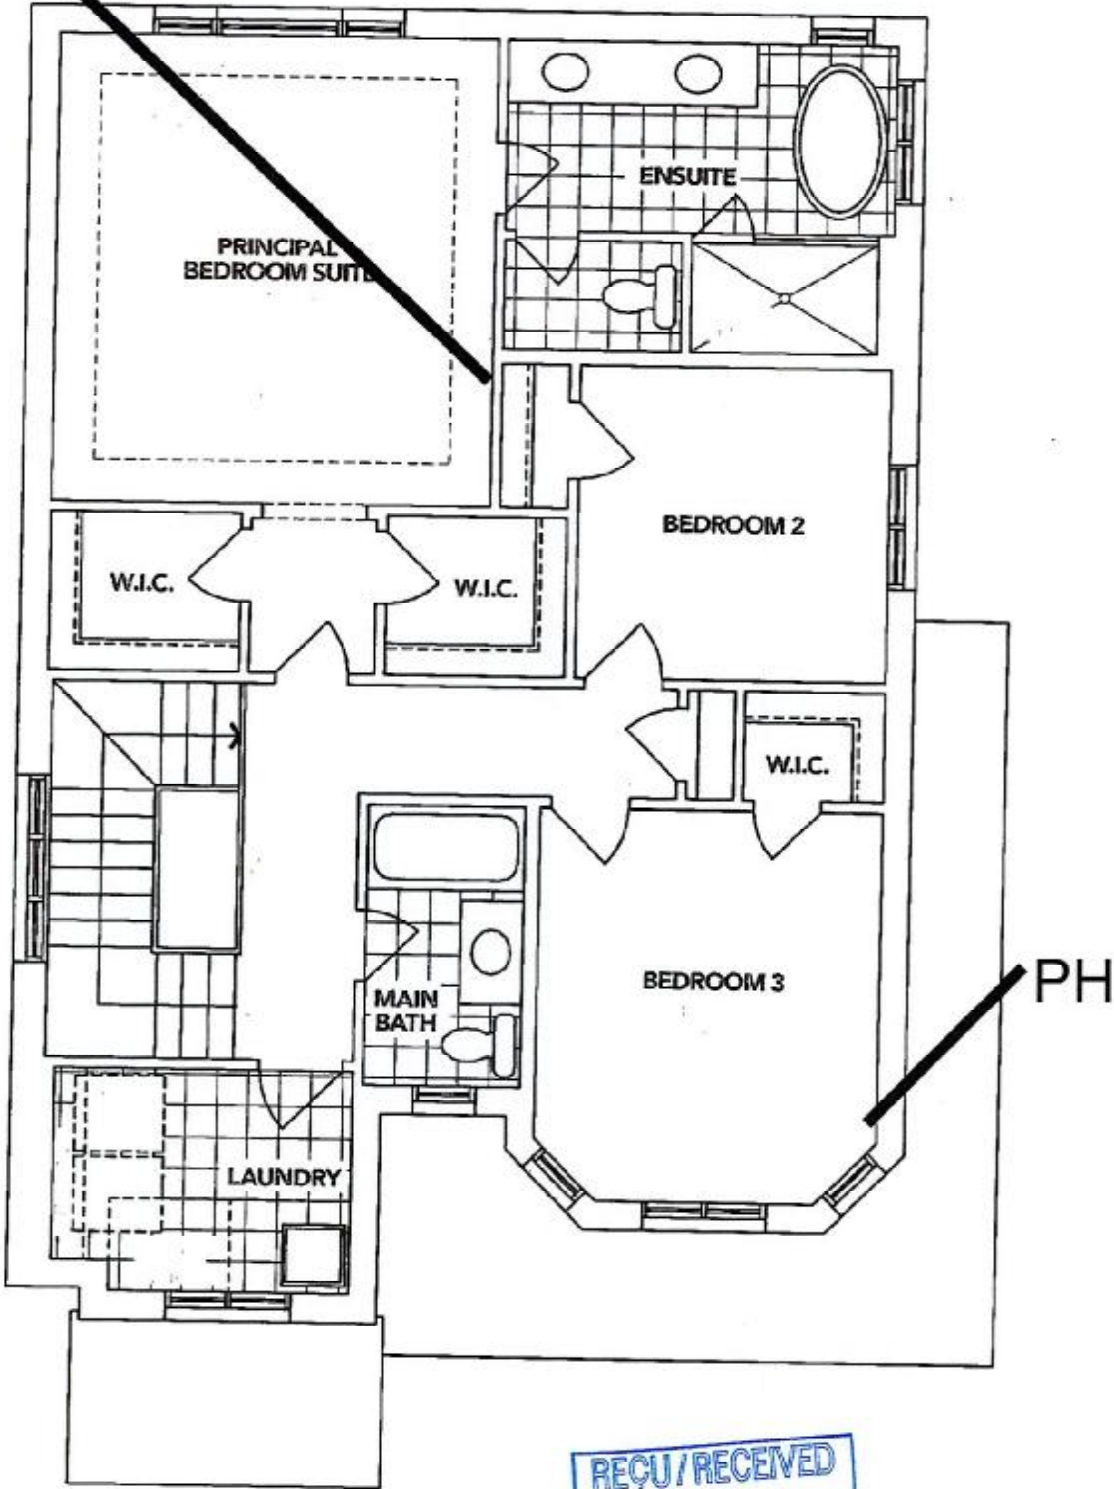 ENSUITE
PRINCIPAL
BEDROOM SUITE
BEDROOM 2
W.I.C.
W.I.C.
W.I.C.
BEDROOM 3
PH
MAIN
BATH
LAUNDRY
REÇU / RECEIVED